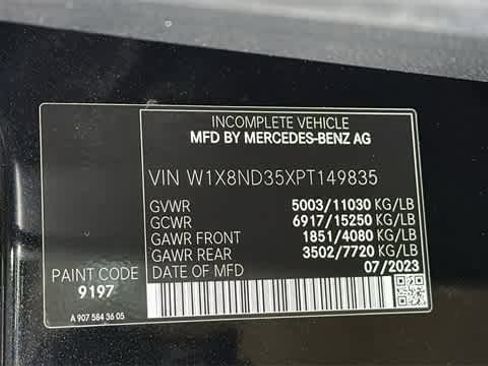 INCOMPLETE VEHICLE
MFD BY MERCEDES-BENZ AG
VIN W1X8ND35XPT149835
GVWR 5003/11030 KG/LB
GCWR 6917/15250 KG/LB
GAWR FRONT 1851/4080 KG/LB
GAWR REAR 3502/7720 KG/LB
DATE OF MFD 07/2023
PAINT CODE
9197
A 907 584 36 05